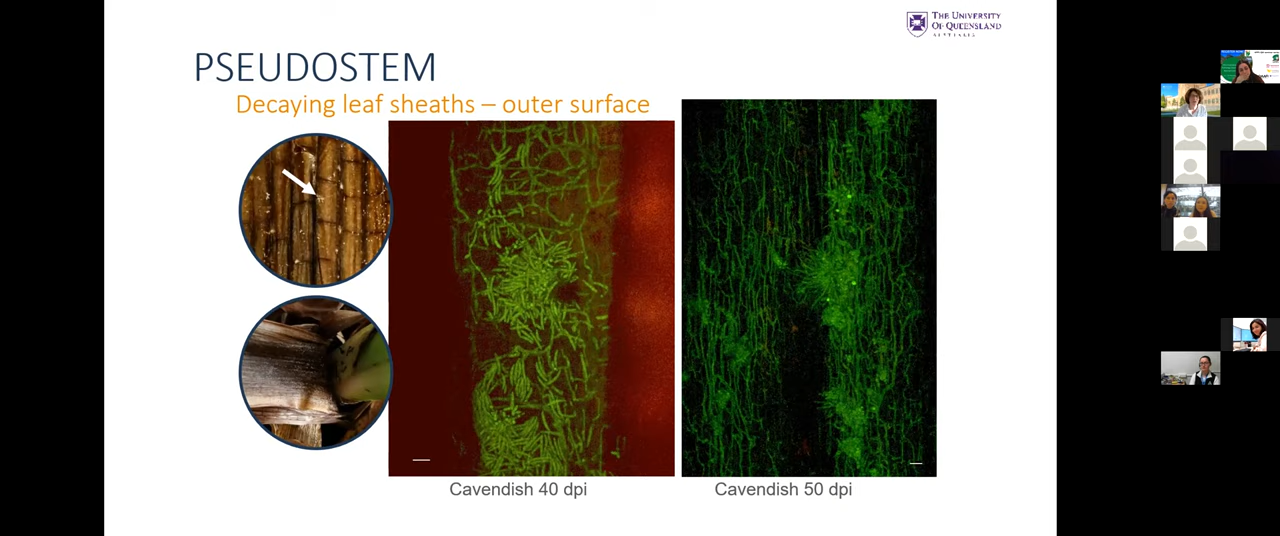 THE UNIVERSITY
OF QUEENSLAND
AUSTRALIA
PSEUDOSTEM
Decaying leaf sheaths – outer surface
Cavendish 40 dpi
Cavendish 50 dpi